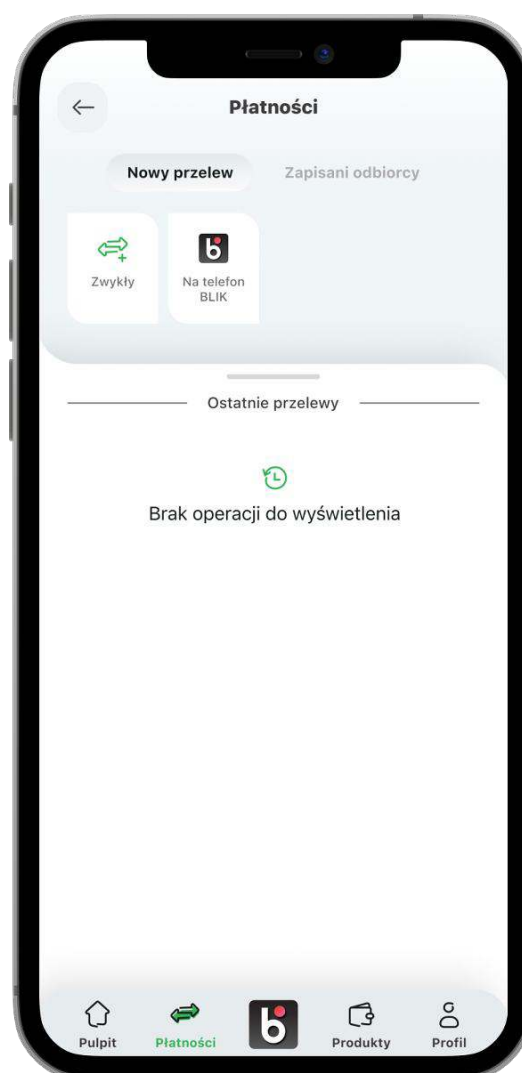 Płatności
Nowy przelew Zapisani odbiorcy
Zwykły Na telefon
BLIK
Ostatnie przelewy
Brak operacji do wyświetlenia
Pulpit Płatności Produkty Profil